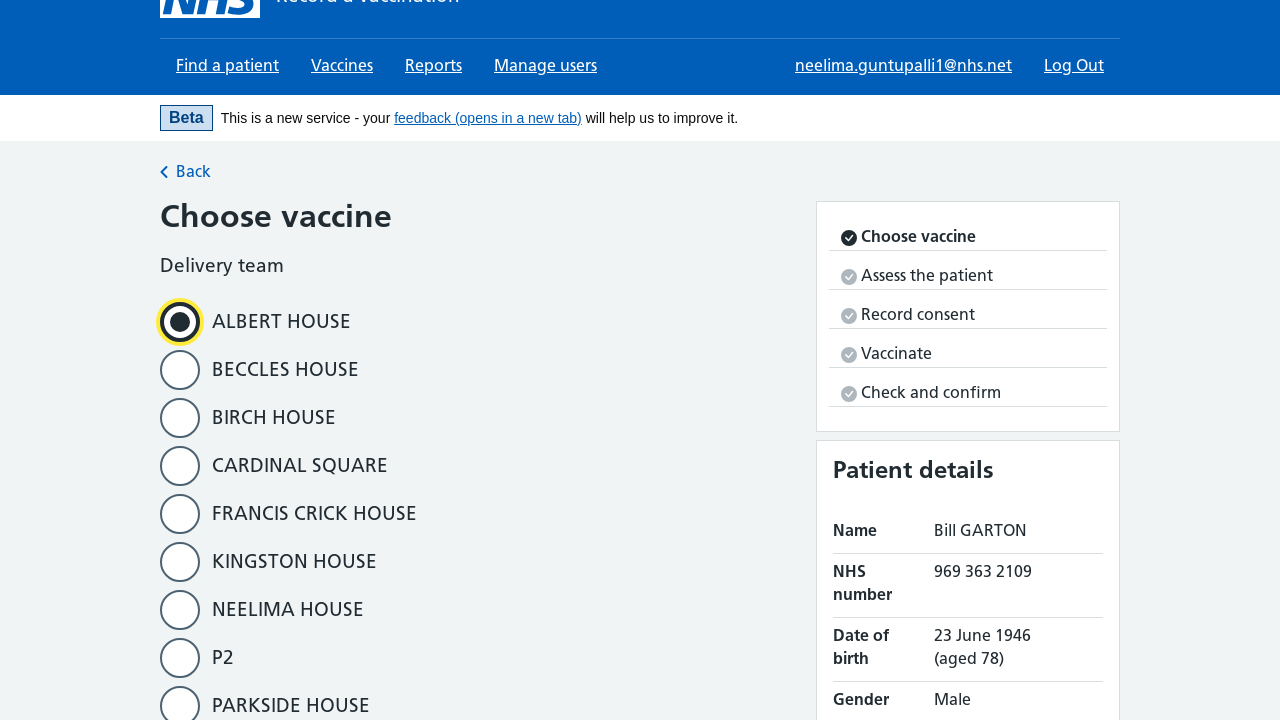 NHS Record a vaccination
Find a patient Vaccines Reports Manage users neelima.guntupalli1@nhs.net Log Out
Beta This is a new service - your feedback (opens in a new tab) will help us to improve it.
Back
Choose vaccine
Delivery team
ALBERT HOUSE
BECCLES HOUSE
BIRCH HOUSE
CARDINAL SQUARE
FRANCIS CRICK HOUSE
KINGSTON HOUSE
NEELIMA HOUSE
P2
PARKSIDE HOUSE
Choose vaccine
Assess the patient
Record consent
Vaccinate
Check and confirm
Patient details
Name Bill GARTON
NHS number 969 363 2109
Date of birth 23 June 1946 (aged 78)
Gender Male